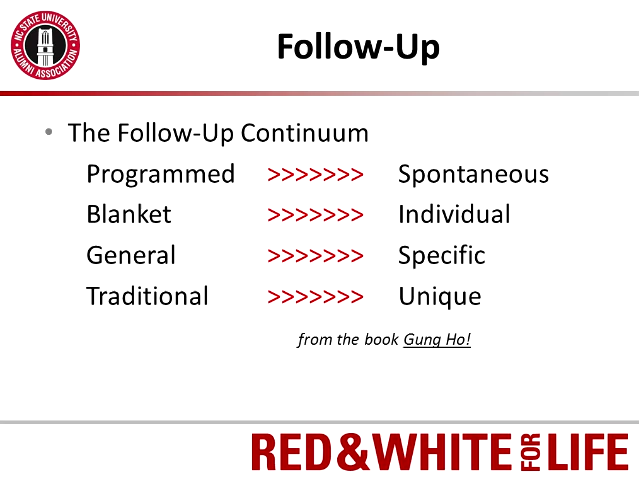 NC STATE UNIVERSITY
ALUMNI ASSOCIATION
Follow-Up
• The Follow-Up Continuum
Programmed >>>>>>> Spontaneous
Blanket >>>>>>> Individual
General >>>>>>> Specific
Traditional >>>>>>> Unique
from the book Gung Ho!
RED&WHITE FOR LIFE